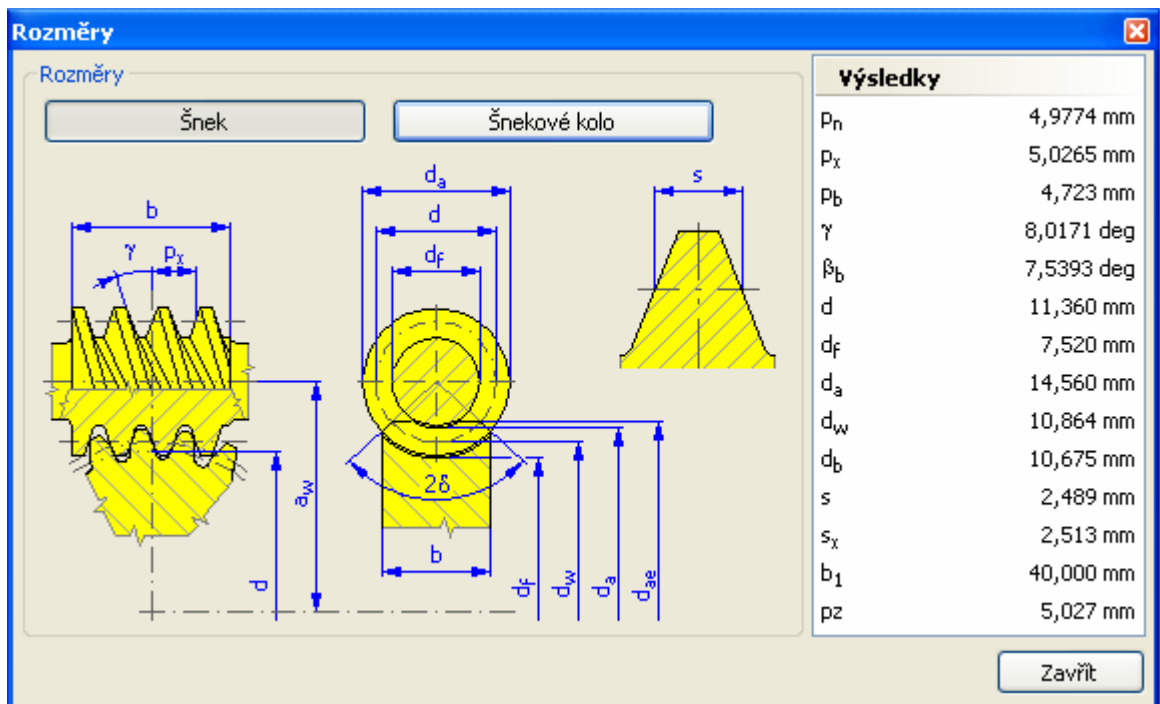 Rozměry
Rozměry
Šnek
Šnekové kolo
b
γ
px
aw
d
da
d
df
2δ
b
df
dw
da
dae
s
Výsledky
pn 4,9774 mm
px 5,0265 mm
pb 4,723 mm
γ 8,0171 deg
βb 7,5393 deg
d 11,360 mm
df 7,520 mm
da 14,560 mm
dw 10,864 mm
db 10,675 mm
s 2,489 mm
sx 2,513 mm
b1 40,000 mm
pz 5,027 mm
Zavřít